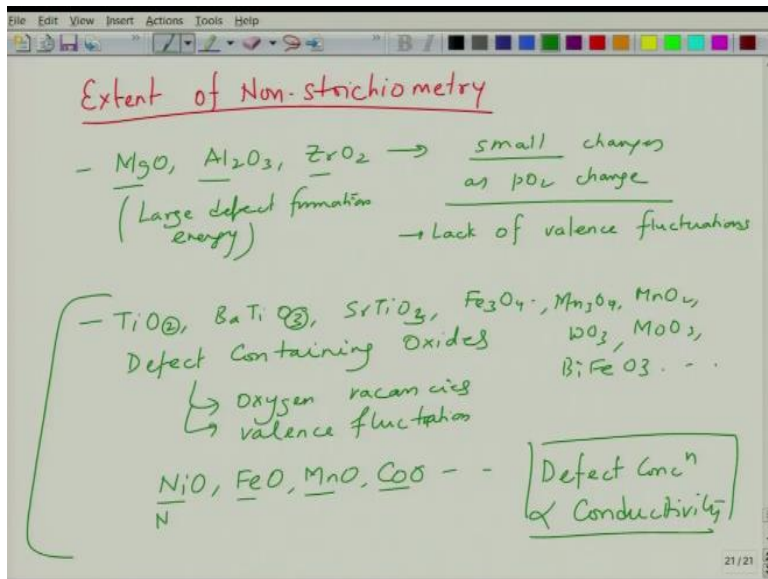 File Edit View Insert Actions Tools Help
Extent of Non-stoichiometry
- MgO, Al2O3, ZrO2 → small changes
as pO2 change
(Large defect formation
energy)
→ Lack of valence fluctuations
- TiO2, BaTiO3, SrTiO3, Fe3O4, Mn3O4, MnO2,
WO3, MoO3,
BiFeO3...
Defect Containing Oxides
↳ Oxygen vacancies
↳ valence fluctuation
NiO, FeO, MnO, CoO - -
N
Defect Concn
∝ Conductivity
21/21